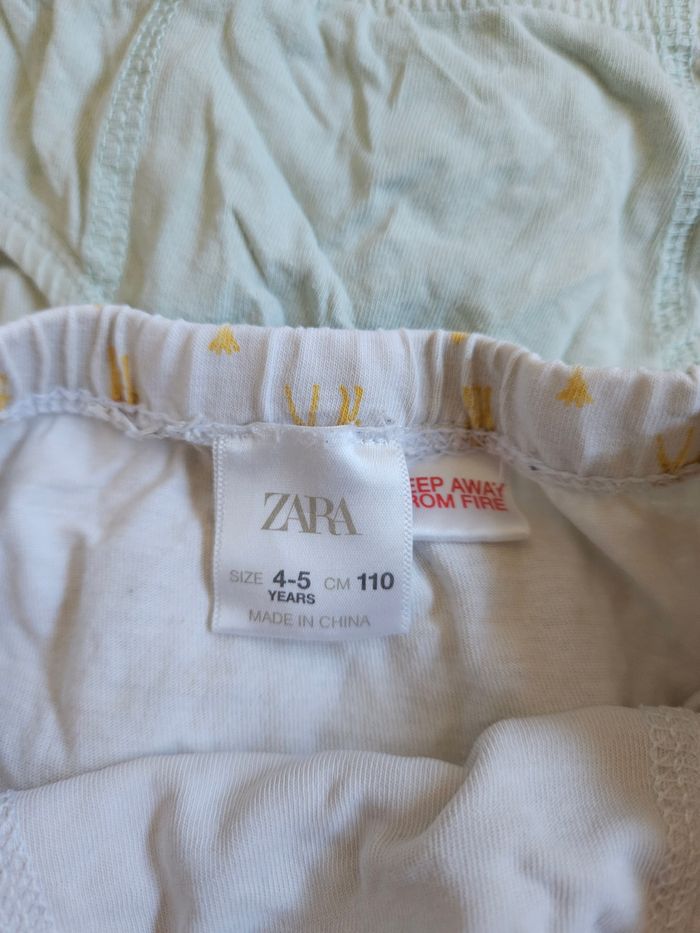 ZARA
SIZE 4-5 CM 110
YEARS
MADE IN CHINA
EEP AWAY
ROM FIRE